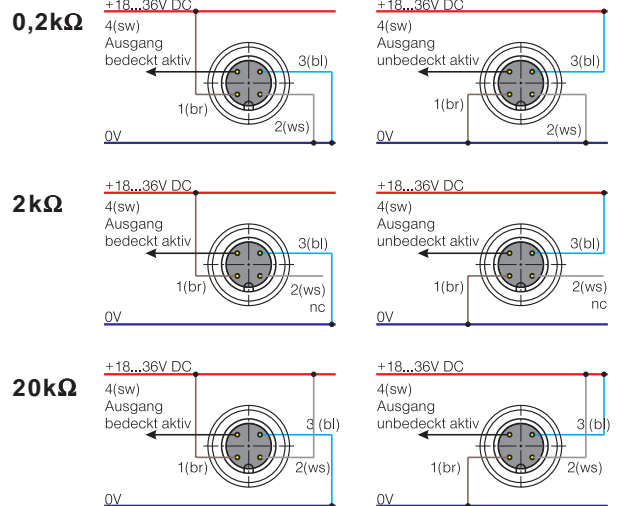 +18...36V DC
+18...36V DC
0,2kΩ
4(sw)
Ausgang
bedeckt aktiv
3(bl)
1(br)
2(ws)
0V
4(sw)
Ausgang
unbedeckt aktiv
3(bl)
1(br)
2(ws)
0V
+18...36V DC
+18...36V DC
2kΩ
4(sw)
Ausgang
bedeckt aktiv
3(bl)
1(br)
2(ws)
nc
0V
4(sw)
Ausgang
unbedeckt aktiv
3(bl)
1(br)
2(ws)
nc
0V
+18...36V DC
+18...36V DC
20kΩ
4(sw)
Ausgang
bedeckt aktiv
3 (bl)
1(br)
2(ws)
0V
4(sw)
Ausgang
unbedeckt aktiv
3 (bl)
1(br)
2(ws)
0V